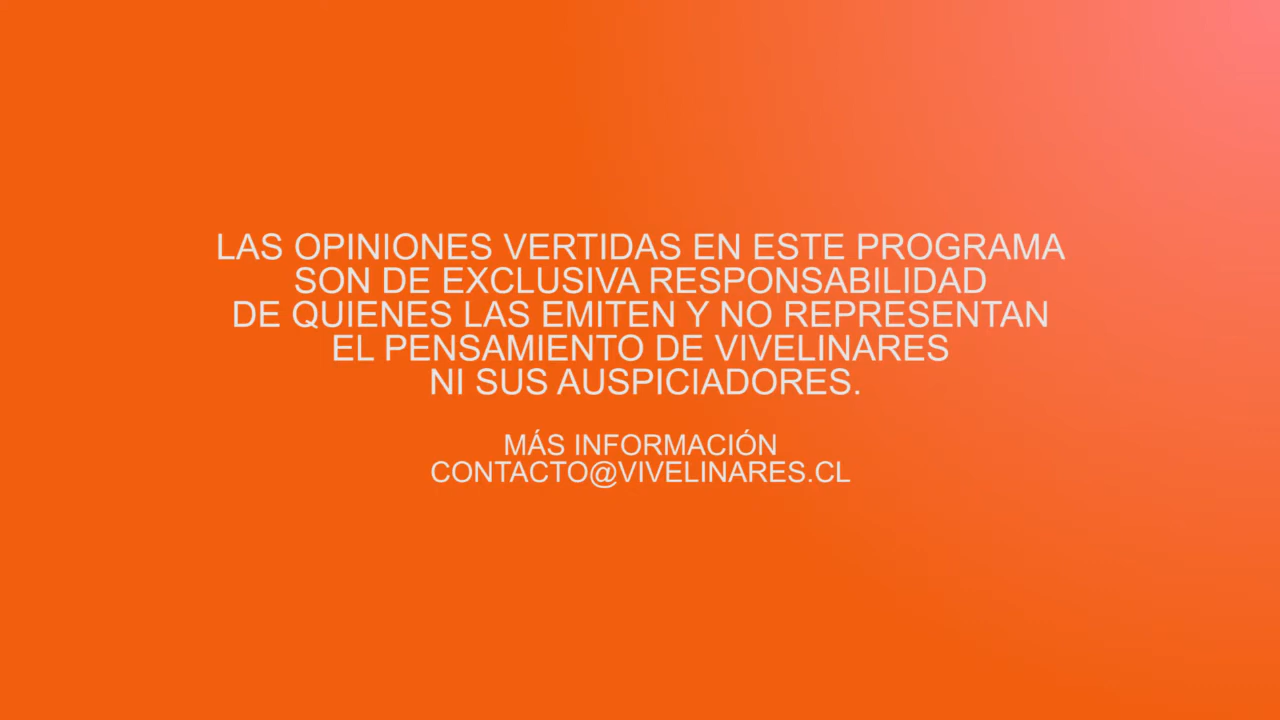 LAS OPINIONES VERTIDAS EN ESTE PROGRAMA
SON DE EXCLUSIVA RESPONSABILIDAD
DE QUIENES LAS EMITEN Y NO REPRESENTAN
EL PENSAMIENTO DE VIVELINARES
NI SUS AUSPICIADORES.
MÁS INFORMACIÓN
CONTACTO@VIVELINARES.CL